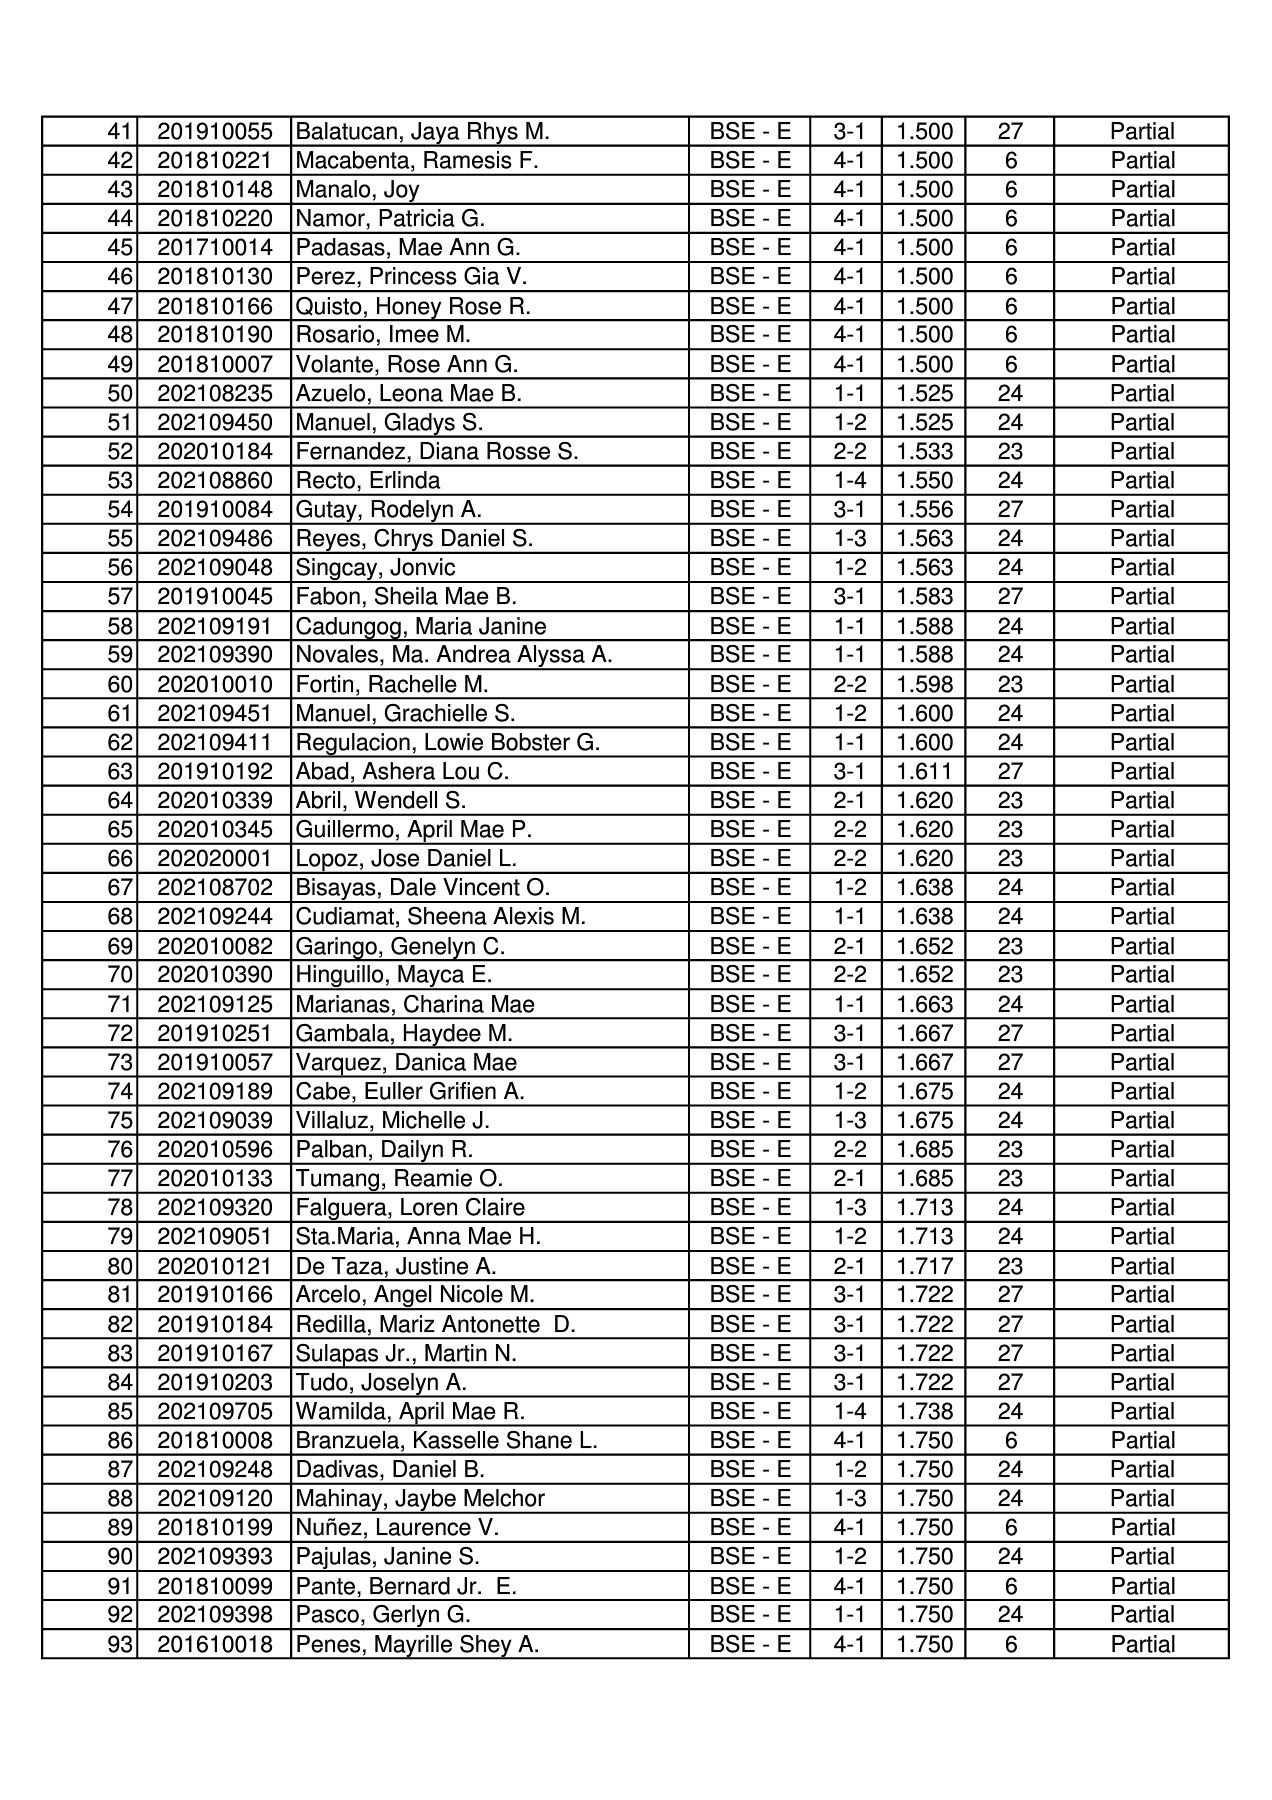 41 201910055 Balatucan, Jaya Rhys M. BSE - E 3-1 1.500 27 Partial
42 201810221 Macabenta, Ramesis F. BSE - E 4-1 1.500 6 Partial
43 201810148 Manalo, Joy BSE - E 4-1 1.500 6 Partial
44 201810220 Namor, Patricia G. BSE - E 4-1 1.500 6 Partial
45 201710014 Padasas, Mae Ann G. BSE - E 4-1 1.500 6 Partial
46 201810130 Perez, Princess Gia V. BSE - E 4-1 1.500 6 Partial
47 201810166 Quisto, Honey Rose R. BSE - E 4-1 1.500 6 Partial
48 201810190 Rosario, Imee M. BSE - E 4-1 1.500 6 Partial
49 201810007 Volante, Rose Ann G. BSE - E 4-1 1.500 6 Partial
50 202108235 Azuelo, Leona Mae B. BSE - E 1-1 1.525 24 Partial
51 202109450 Manuel, Gladys S. BSE - E 1-2 1.525 24 Partial
52 202010184 Fernandez, Diana Rosse S. BSE - E 2-2 1.533 23 Partial
53 202108860 Recto, Erlinda BSE - E 1-4 1.550 24 Partial
54 201910084 Gutay, Rodelyn A. BSE - E 3-1 1.556 27 Partial
55 202109486 Reyes, Chrys Daniel S. BSE - E 1-3 1.563 24 Partial
56 202109048 Singcay, Jonvic BSE - E 1-2 1.563 24 Partial
57 201910045 Fabon, Sheila Mae B. BSE - E 3-1 1.583 27 Partial
58 202109191 Cadungog, Maria Janine BSE - E 1-1 1.588 24 Partial
59 202109390 Novales, Ma. Andrea Alyssa A. BSE - E 1-1 1.588 24 Partial
60 202010010 Fortin, Rachelle M. BSE - E 2-2 1.598 23 Partial
61 202109451 Manuel, Grachielle S. BSE - E 1-2 1.600 24 Partial
62 202109411 Regulacion, Lowie Bobster G. BSE - E 1-1 1.600 24 Partial
63 201910192 Abad, Ashera Lou C. BSE - E 3-1 1.611 27 Partial
64 202010339 Abril, Wendell S. BSE - E 2-1 1.620 23 Partial
65 202010345 Guillermo, April Mae P. BSE - E 2-2 1.620 23 Partial
66 202020001 Lopoz, Jose Daniel L. BSE - E 2-2 1.620 23 Partial
67 202108702 Bisayas, Dale Vincent O. BSE - E 1-2 1.638 24 Partial
68 202109244 Cudiamat, Sheena Alexis M. BSE - E 1-1 1.638 24 Partial
69 202010082 Garingo, Genelyn C. BSE - E 2-1 1.652 23 Partial
70 202010390 Hinguillo, Mayca E. BSE - E 2-2 1.652 23 Partial
71 202109125 Marianas, Charina Mae BSE - E 1-1 1.663 24 Partial
72 201910251 Gambala, Haydee M. BSE - E 3-1 1.667 27 Partial
73 201910057 Varquez, Danica Mae BSE - E 3-1 1.667 27 Partial
74 202109189 Cabe, Euller Grifien A. BSE - E 1-2 1.675 24 Partial
75 202109039 Villaluz, Michelle J. BSE - E 1-3 1.675 24 Partial
76 202010596 Palban, Dailyn R. BSE - E 2-2 1.685 23 Partial
77 202010133 Tumang, Reamie O. BSE - E 2-1 1.685 23 Partial
78 202109320 Falguera, Loren Claire BSE - E 1-3 1.713 24 Partial
79 202109051 Sta.Maria, Anna Mae H. BSE - E 1-2 1.713 24 Partial
80 202010121 De Taza, Justine A. BSE - E 2-1 1.717 23 Partial
81 201910166 Arcelo, Angel Nicole M. BSE - E 3-1 1.722 27 Partial
82 201910184 Redilla, Mariz Antonette  D. BSE - E 3-1 1.722 27 Partial
83 201910167 Sulapas Jr., Martin N. BSE - E 3-1 1.722 27 Partial
84 201910203 Tudo, Joselyn A. BSE - E 3-1 1.722 27 Partial
85 202109705 Wamilda, April Mae R. BSE - E 1-4 1.738 24 Partial
86 201810008 Branzuela, Kasselle Shane L. BSE - E 4-1 1.750 6 Partial
87 202109248 Dadivas, Daniel B. BSE - E 1-2 1.750 24 Partial
88 202109120 Mahinay, Jaybe Melchor BSE - E 1-3 1.750 24 Partial
89 201810199 Nuñez, Laurence V. BSE - E 4-1 1.750 6 Partial
90 202109393 Pajulas, Janine S. BSE - E 1-2 1.750 24 Partial
91 201810099 Pante, Bernard Jr.  E. BSE - E 4-1 1.750 6 Partial
92 202109398 Pasco, Gerlyn G. BSE - E 1-1 1.750 24 Partial
93 201610018 Penes, Mayrille Shey A. BSE - E 4-1 1.750 6 Partial